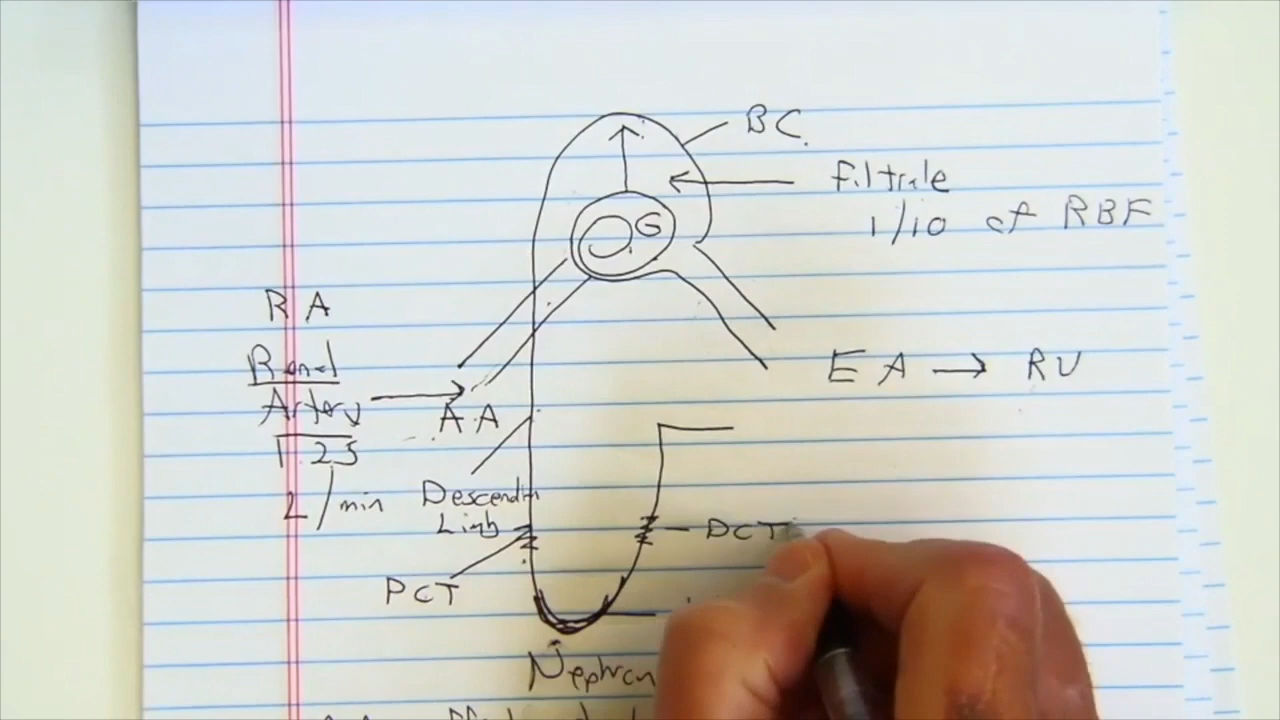 BC
filtrate
1/10 of RBF
G
RA
Renal
Artery
1.25
L/min
AA
EA → RV
Descendin
Limb
PCT
DCT
Nephron